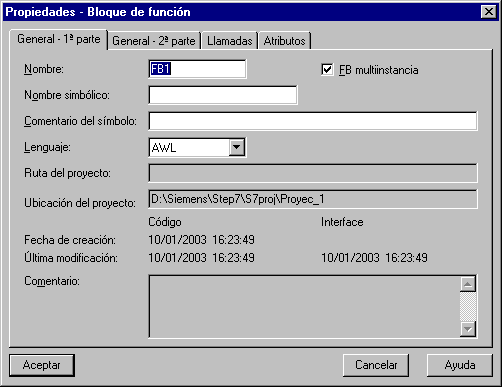 Propiedades - Bloque de función
General - 1ª parte General - 2ª parte Llamadas Atributos
Nombre: FB1 FB multiinstancia
Nombre simbólico:
Comentario del símbolo:
Lenguaje: AWL
Ruta del proyecto:
Ubicación del proyecto: D:\Siemens\Step7\S7proj\Proyec_1
Código Interface
Fecha de creación: 10/01/2003 16:23:49
Última modificación: 10/01/2003 16:23:49 10/01/2003 16:23:49
Comentario:
Aceptar Cancelar Ayuda